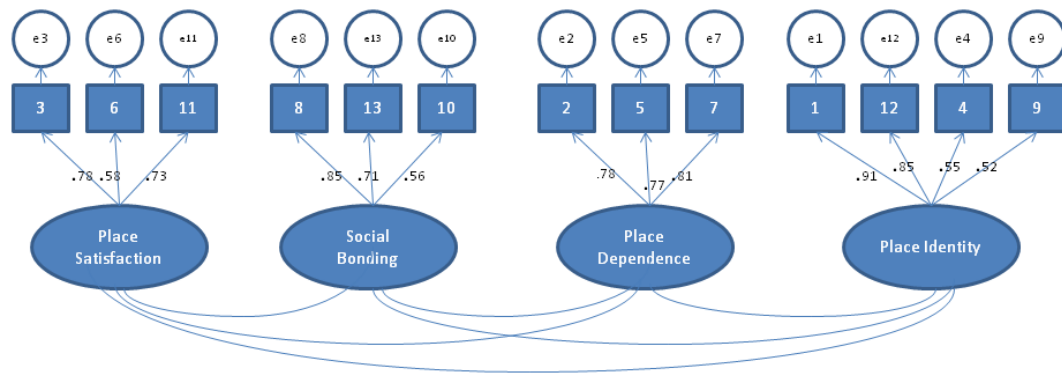 e3 e6 e11 e8 e13 e10 e2 e5 e7 e1 e12 e4 e9
3 6 11 8 13 10 2 5 7 1 12 4 9
.78 .58 .73 .85 .71 .56 .78 .77 .81 .91 .85 .55 .52
Place
Satisfaction
Social
Bonding
Place
Dependence
Place Identity